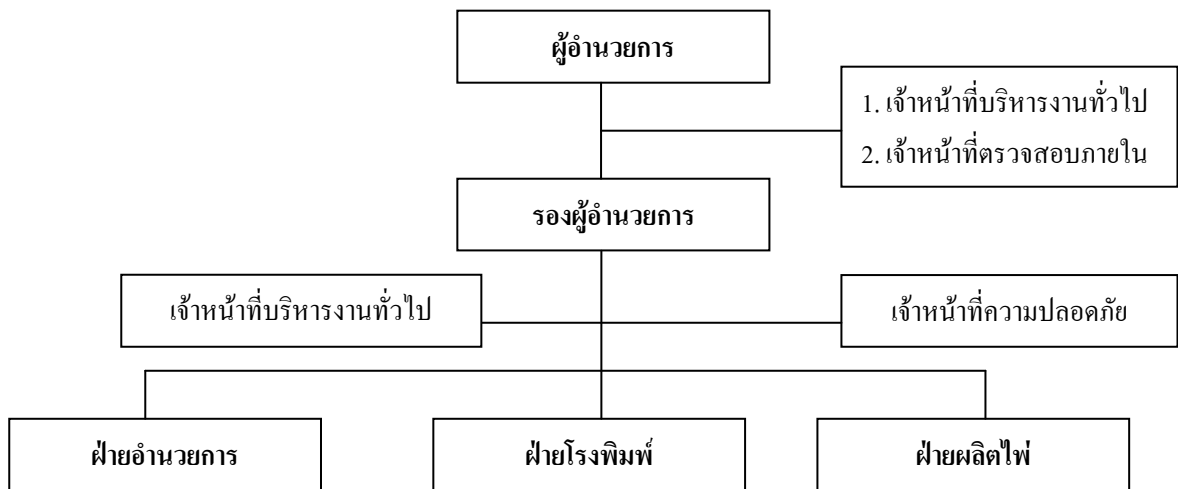 ผู้อำนวยการ
1. เจ้าหน้าที่บริหารงานทั่วไป
2. เจ้าหน้าที่ตรวจสอบภายใน
รองผู้อำนวยการ
เจ้าหน้าที่บริหารงานทั่วไป
เจ้าหน้าที่ความปลอดภัย
ฝ่ายอำนวยการ
ฝ่ายโรงพิมพ์
ฝ่ายผลิตไพ่